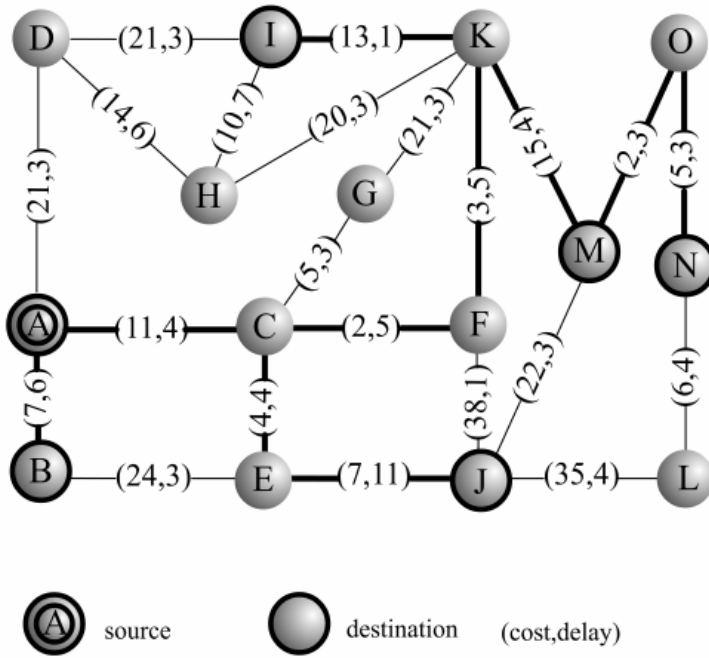 D (21,3) I (13,1) K O
(14,6) (10,7) (20,3) (21,3) (15,4) (2,3) (5,3)
(21,3) H G
(5,3) (3,5) M N
A (11,4) C (2,5) F
(7,6) (4,4) (38,1) (22,3) (6,4)
B (24,3) E (7,11) J (35,4) L
A source destination (cost,delay)